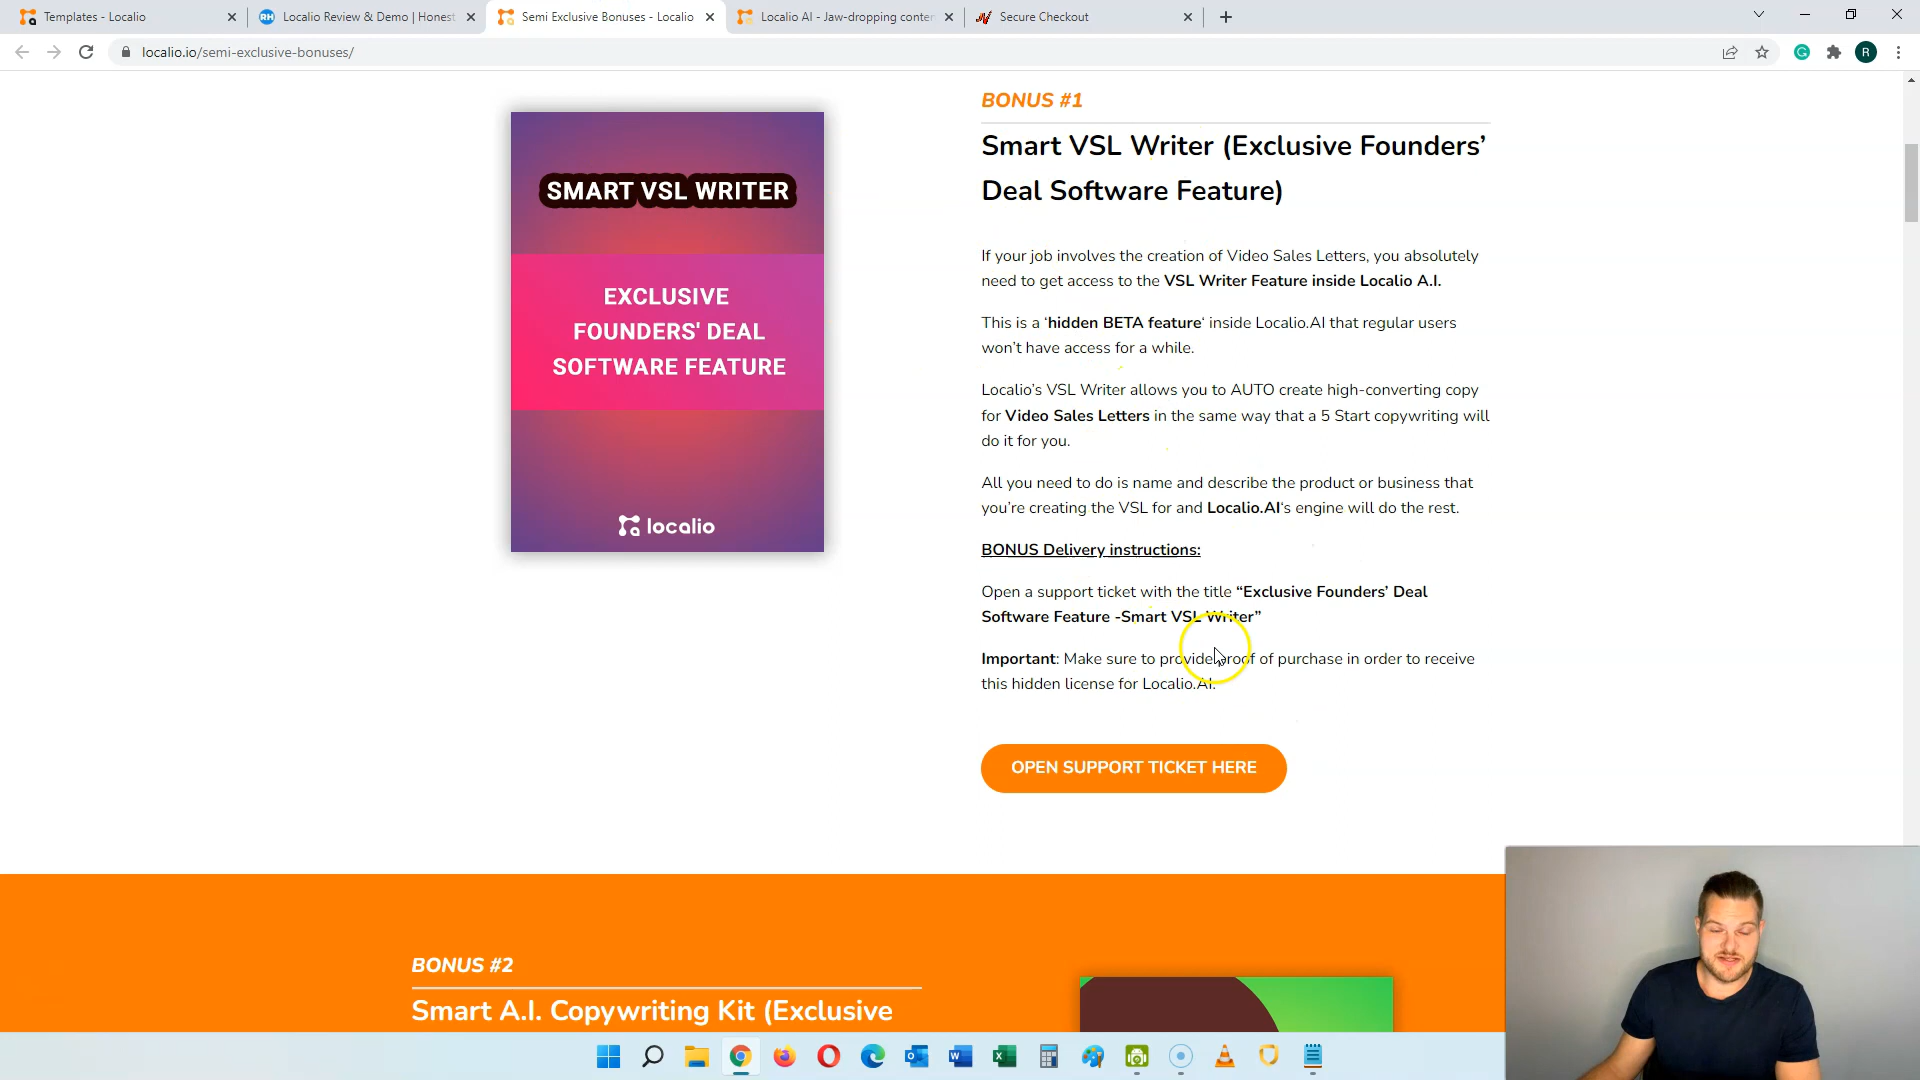 Templates - Localio
Localio Review & Demo | Honest
Semi Exclusive Bonuses - Localio
Localio AI - Jaw-dropping conten
Secure Checkout
localio.io/semi-exclusive-bonuses/
R
SMART VSL WRITER
EXCLUSIVE
FOUNDERS' DEAL
SOFTWARE FEATURE
localio
BONUS #1
Smart VSL Writer (Exclusive Founders’
Deal Software Feature)
If your job involves the creation of Video Sales Letters, you absolutely
need to get access to the VSL Writer Feature inside Localio A.I.
This is a ‘hidden BETA feature‘ inside Localio.AI that regular users
won’t have access for a while.
Localio’s VSL Writer allows you to AUTO create high-converting copy
for Video Sales Letters in the same way that a 5 Start copywriting will
do it for you.
All you need to do is name and describe the product or business that
you’re creating the VSL for and Localio.AI‘s engine will do the rest.
BONUS Delivery instructions:
Open a support ticket with the title “Exclusive Founders’ Deal
Software Feature -Smart VSL Writer”
Important: Make sure to provide proof of purchase in order to receive
this hidden license for Localio.AI.
OPEN SUPPORT TICKET HERE
BONUS #2
Smart A.I. Copywriting Kit (Exclusive